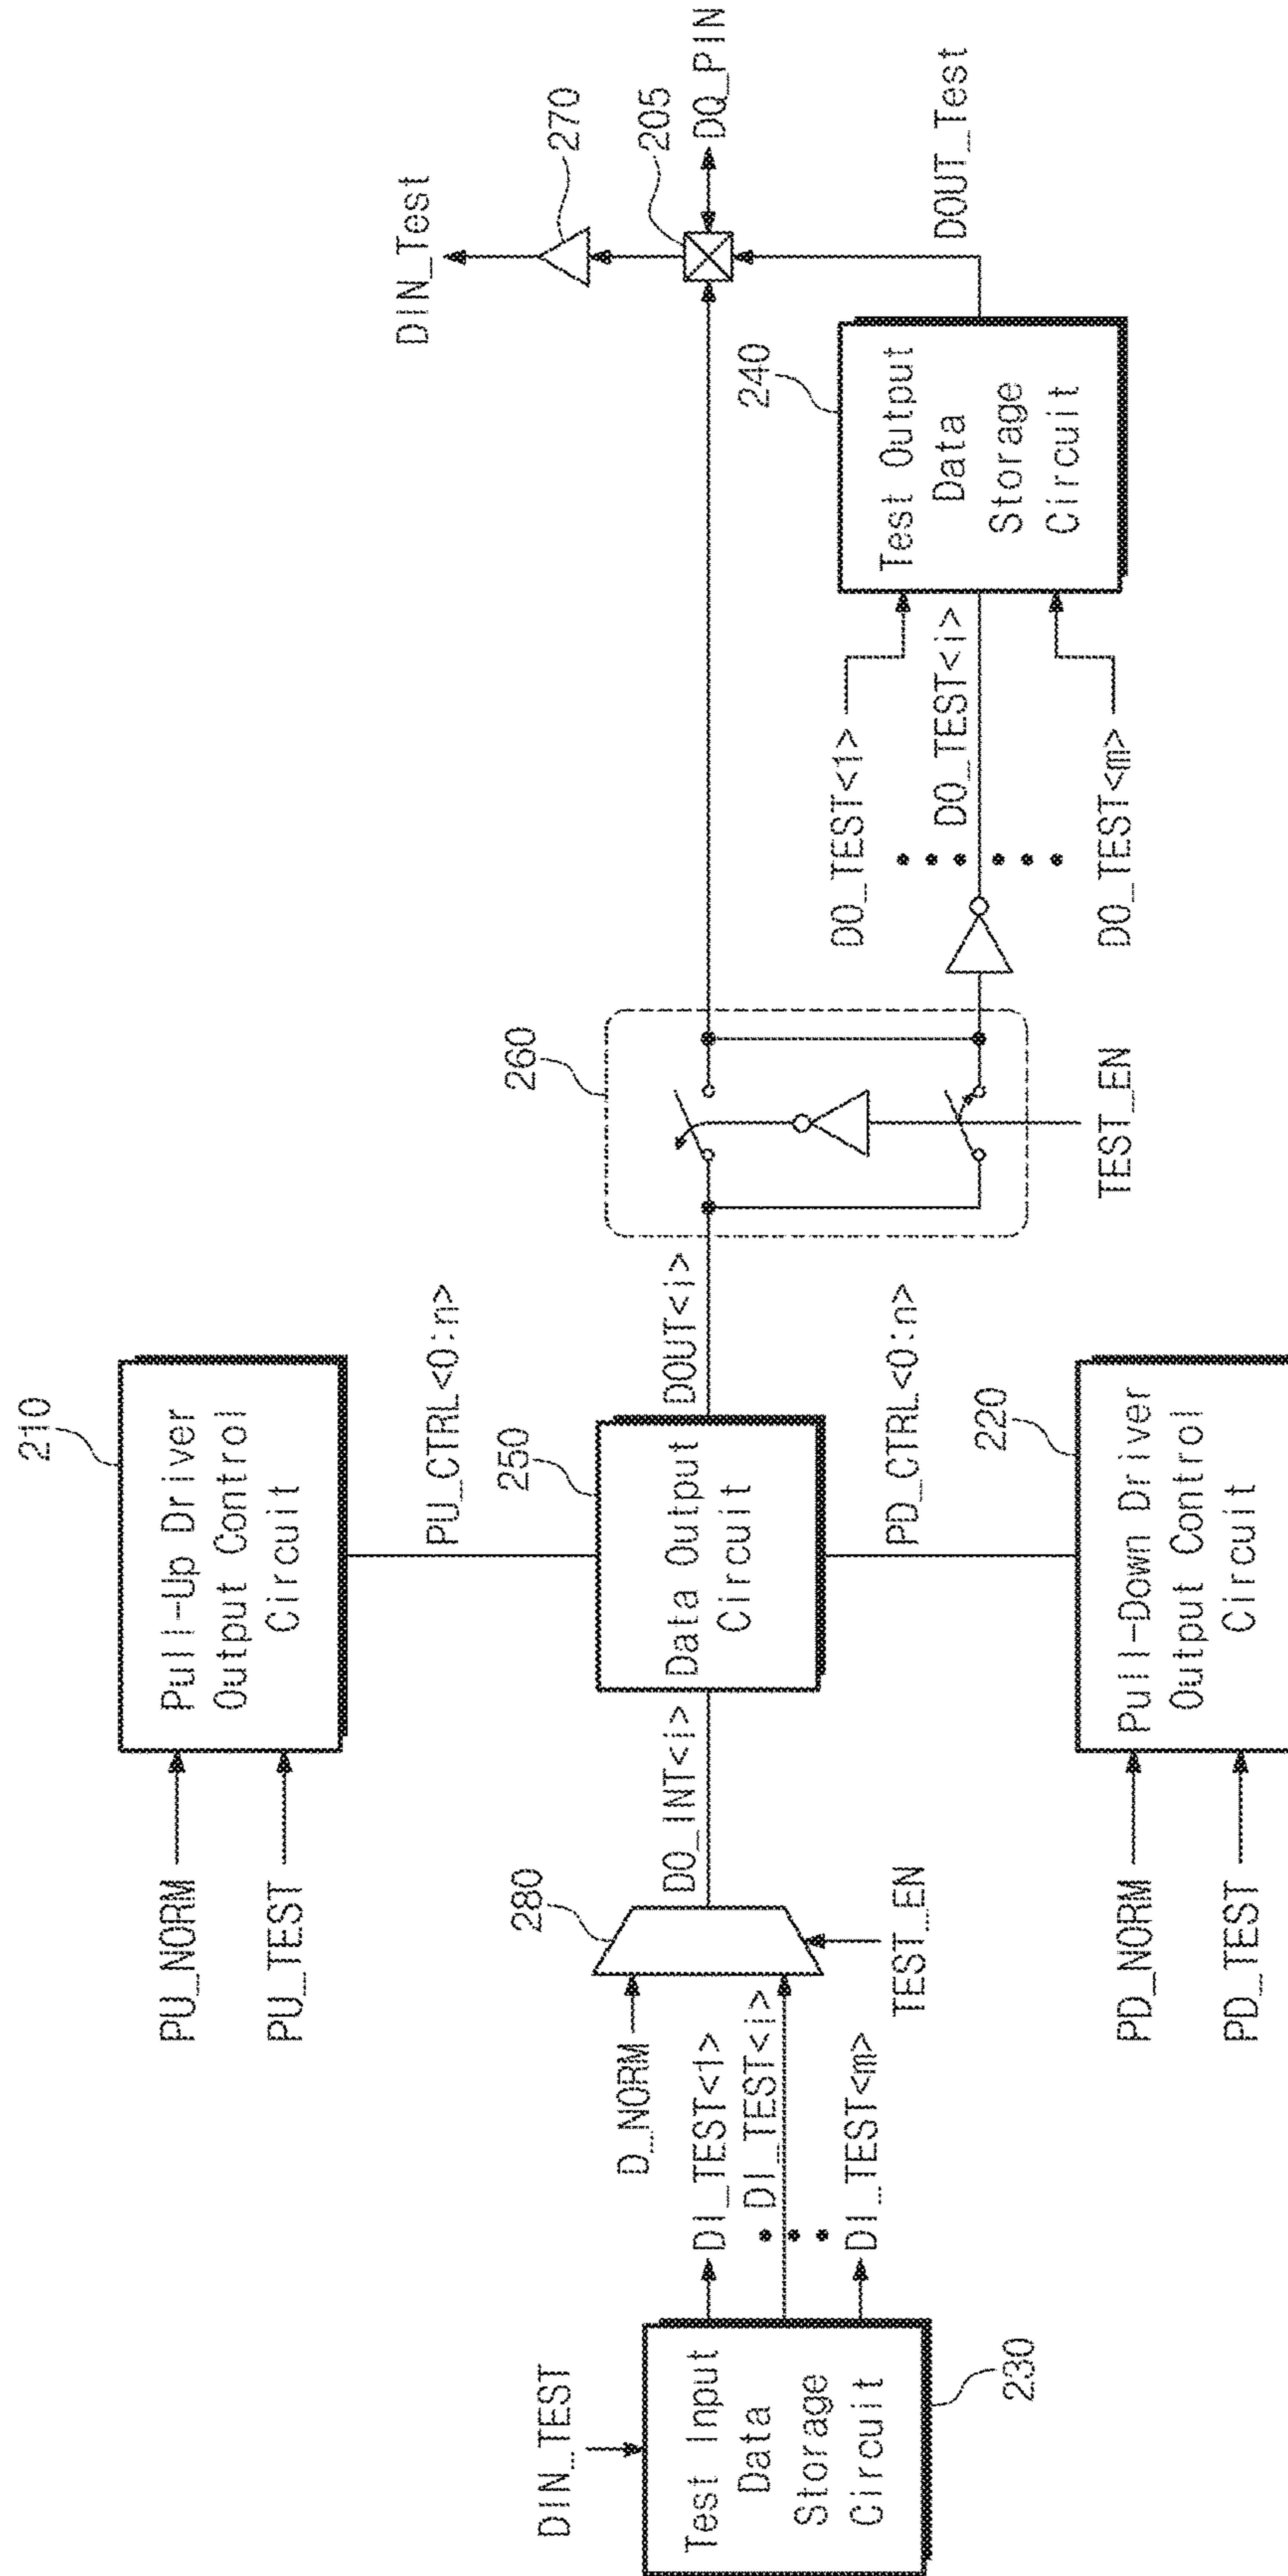 210
PU_NORM
PU_TEST
Pull-Up Driver
Output Control
Circuit
PU_CTRL<0:n>
DIN_TEST
Test Input
Data
Storage
Circuit
230
DI_TEST<1>
DI_TEST<i>
DI_TEST<m>
D_NORM
280
TEST_EN
DO_INT<i>
250
Data Output
Circuit
DOUT<i>
PD_CTRL<0:n>
220
PD_NORM
PD_TEST
Pull-Down Driver
Output Control
Circuit
260
TEST_EN
DO_TEST<1>
DO_TEST<i>
DO_TEST<m>
240
Test Output
Data
Storage
Circuit
DOUT_Test
DIN_Test
270
205
DQ_PIN